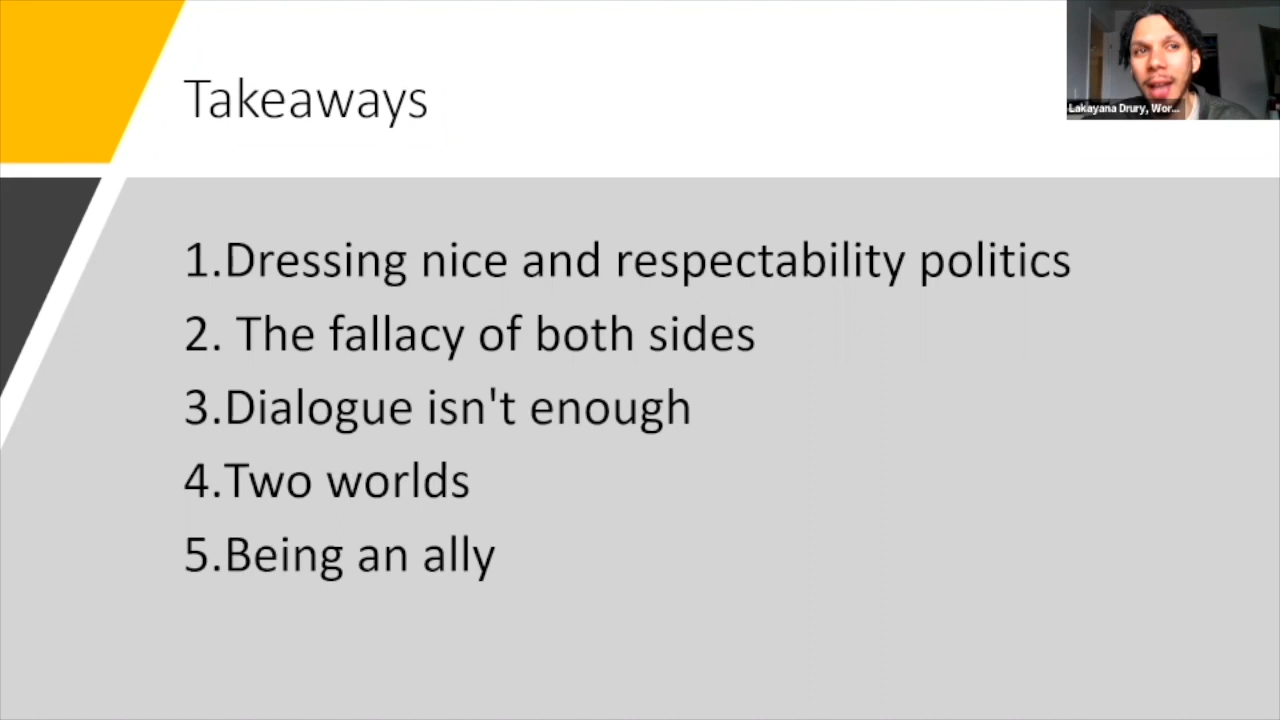 Takeaways
Lakayana Drury, Wor...
1.Dressing nice and respectability politics
2. The fallacy of both sides
3.Dialogue isn't enough
4.Two worlds
5.Being an ally